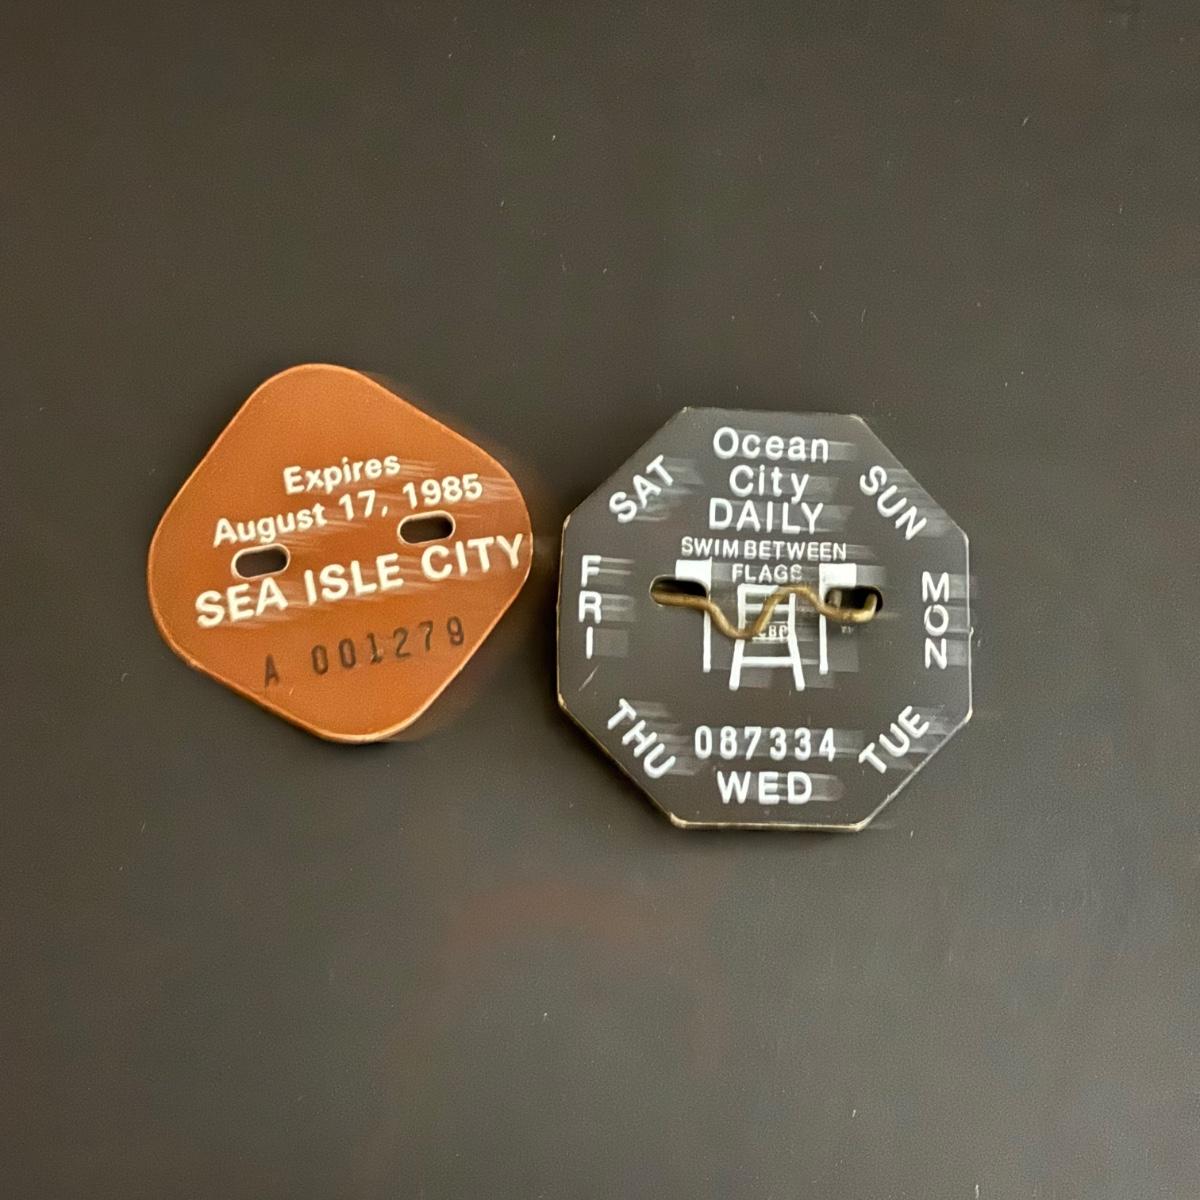 Expires
August 17, 1985
SEA ISLE CITY
A 001279
Ocean
City
DAILY
SWIM BETWEEN
FLAGS
SAT
SUN
FRI
MON
THU
TUE
087334
WED